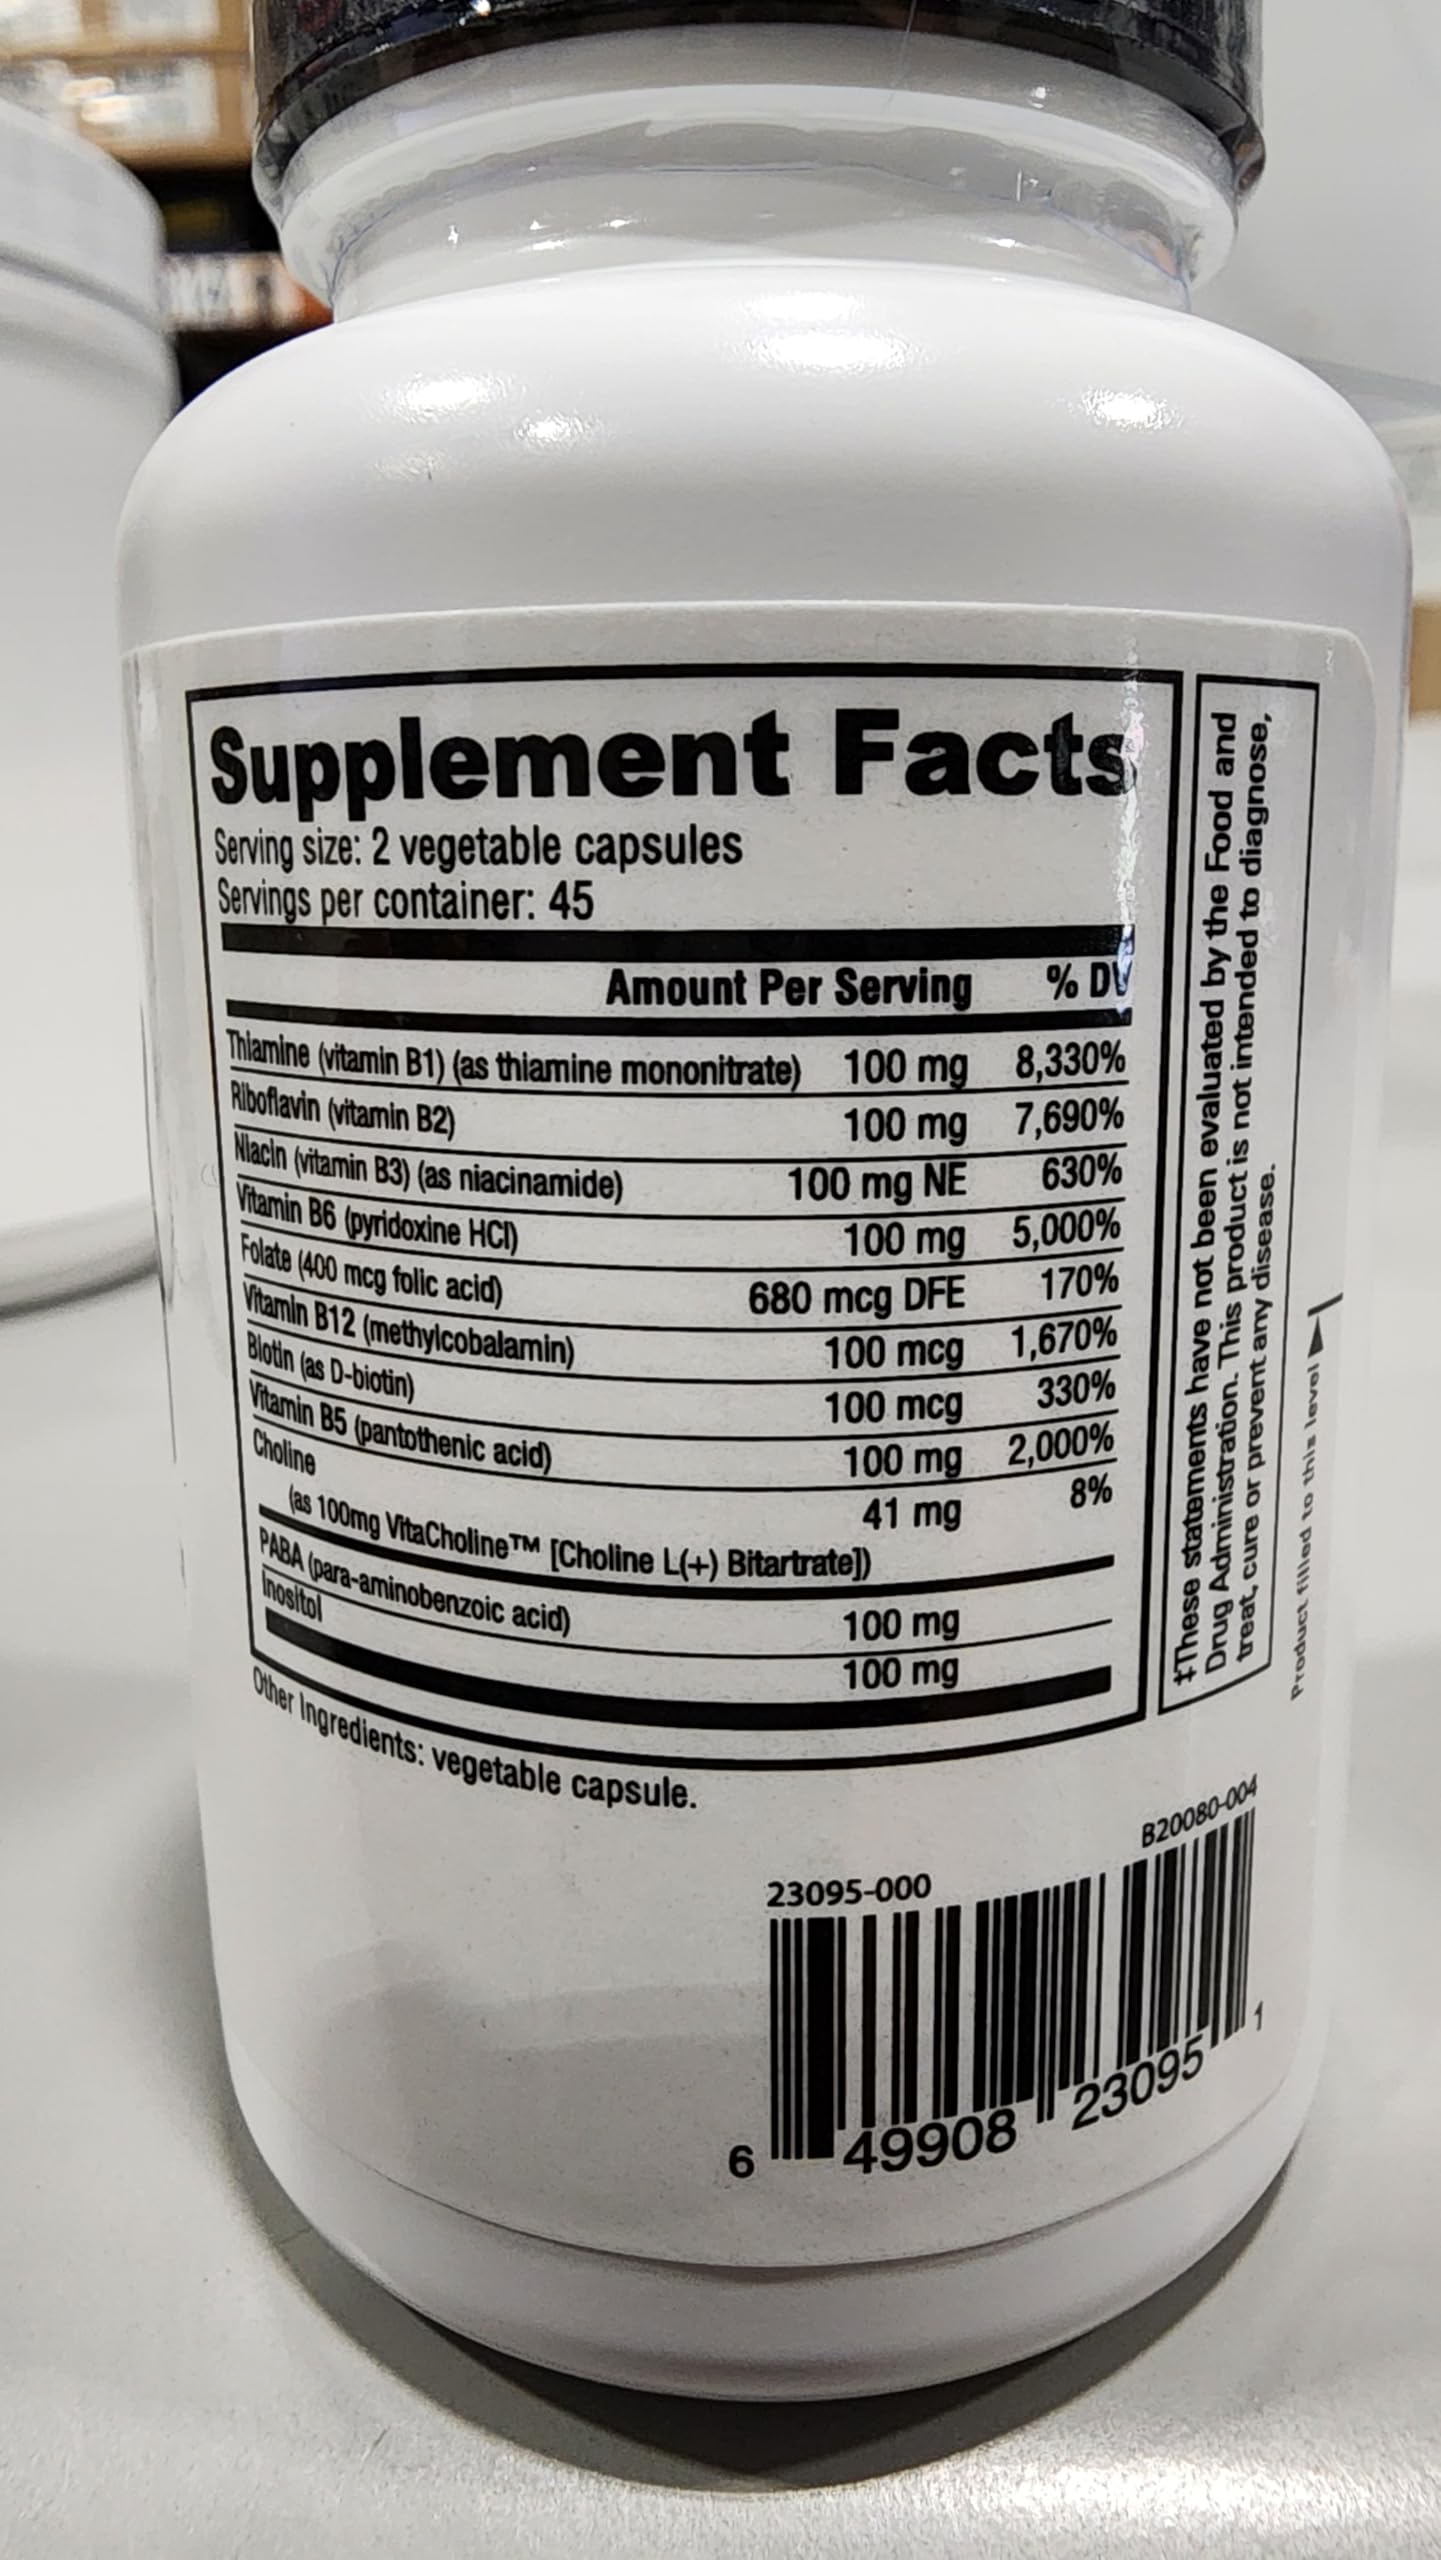 Supplement Facts
Serving size: 2 vegetable capsules
Servings per container: 45
Amount Per Serving % DV
Thiamine (vitamin B1) (as thiamine mononitrate) 100 mg 8,330%
Riboflavin (vitamin B2) 100 mg 7,690%
Niacin (vitamin B3) (as niacinamide) 100 mg NE 630%
Vitamin B6 (pyridoxine HCl) 100 mg 5,000%
Folate (400 mcg folic acid) 680 mcg DFE 170%
Vitamin B12 (methylcobalamin) 100 mcg 1,670%
Biotin (as D-biotin) 100 mcg 330%
Vitamin B5 (pantothenic acid) 100 mg 2,000%
Choline 41 mg 8%
(as 100mg VitaCholine™ [Choline L(+) Bitartrate])
PABA (para-aminobenzoic acid) 100 mg
Inositol 100 mg
Other Ingredients: vegetable capsule.
‡These statements have not been evaluated by the Food and
Drug Administration. This product is not intended to diagnose,
treat, cure or prevent any disease.
Product filled to this level
B20080-004
23095-000
6 49908 23095 1